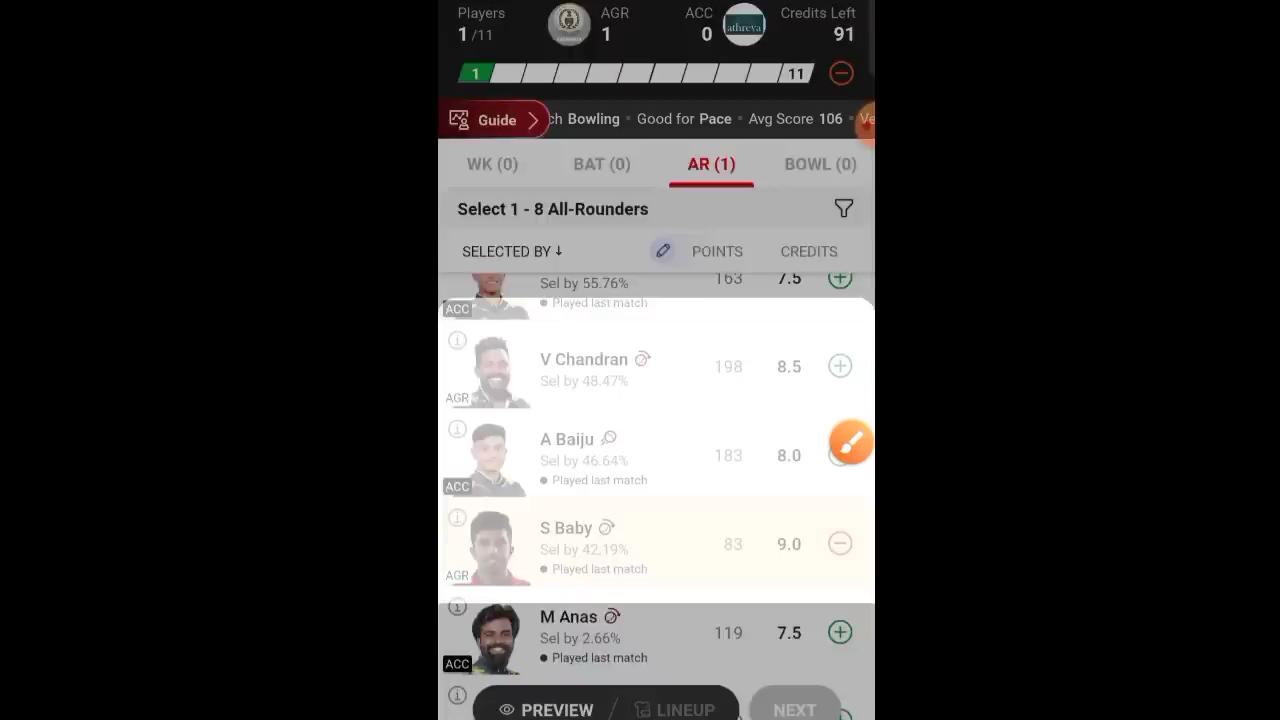 Players AGR ACC Credits Left
1 /11 1 0 athreya 91
1 11
Guide ch Bowling • Good for Pace • Avg Score 106 • Ve
WK (0) BAT (0) AR (1) BOWL (0)
Select 1 - 8 All-Rounders
SELECTED BY ↓ POINTS CREDITS
Sel by 55.76% 163 7.5
Played last match
ACC
V Chandran 198 8.5
Sel by 48.47%
AGR
A Baiju 183 8.0
Sel by 46.64%
Played last match
ACC
S Baby 83 9.0
Sel by 42.19%
Played last match
AGR
M Anas 119 7.5
Sel by 2.66%
Played last match
ACC
PREVIEW / LINEUP NEXT